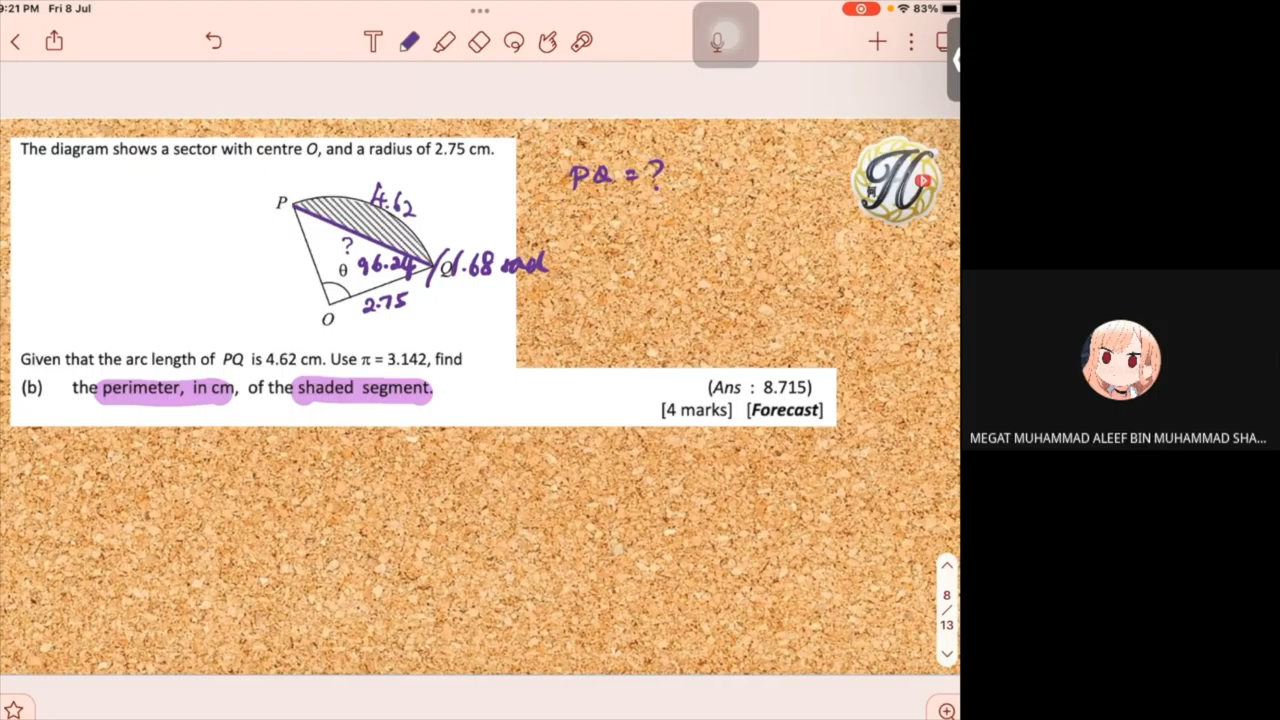 9:21 PM Fri 8 Jul
83%
The diagram shows a sector with centre O, and a radius of 2.75 cm.
PQ = ?
P
4.62
?
θ 96.24 / 1.68 rad
Q
2.75
O
Given that the arc length of PQ is 4.62 cm. Use π = 3.142, find
(b) the perimeter, in cm, of the shaded segment.
(Ans : 8.715)
[4 marks] [Forecast]
MEGAT MUHAMMAD ALEEF BIN MUHAMMAD SHA...
8
/
13